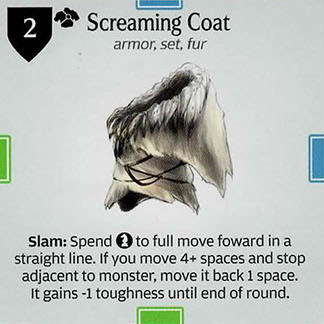 2
Screaming Coat
armor, set, fur
Slam: Spend to full move foward in a
straight line. If you move 4+ spaces and stop
adjacent to monster, move it back 1 space.
It gains -1 toughness until end of round.